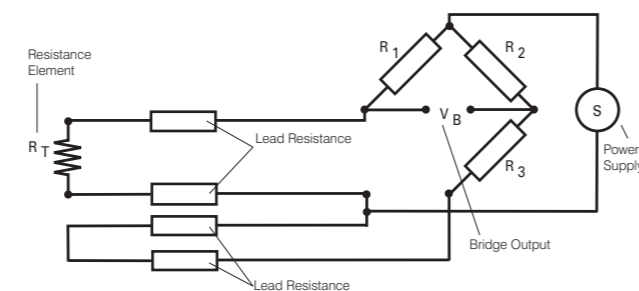 R 1
R 2
Resistance
Element
V B
S
Lead Resistance
R T
Power
Supply
R 3
Bridge Output
Lead Resistance